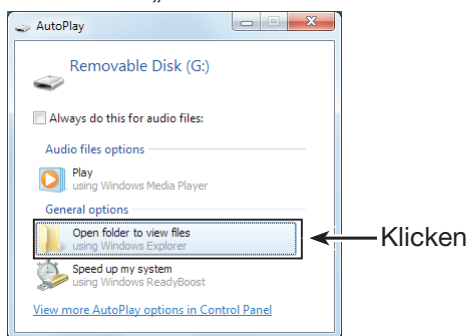 „
AutoPlay
Removable Disk (G:)
Always do this for audio files:
Audio files options
Play
using Windows Media Player
General options
Open folder to view files
using Windows Explorer
Klicken
Speed up my system
using Windows ReadyBoost
View more AutoPlay options in Control Panel